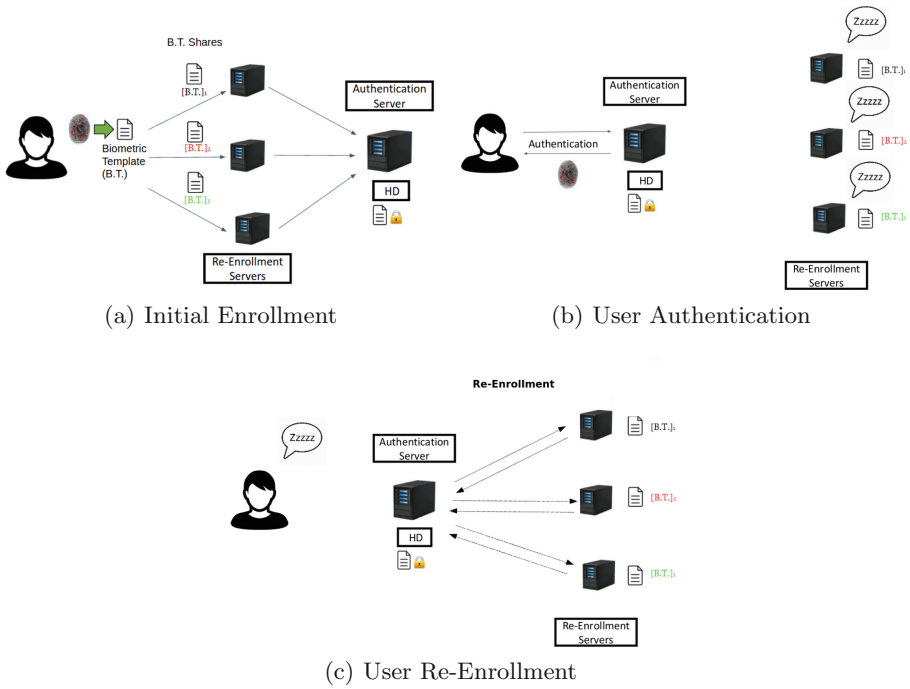 B.T. Shares
[B.T.]₁
Biometric
Template
(B.T.)
[B.T.]₂
[B.T.]₃
Authentication
Server
HD
Re-Enrollment
Servers
(a) Initial Enrollment
Authentication
Authentication
Server
HD
Zzzzz
[B.T.]₁
Zzzzz
[B.T.]₂
Zzzzz
[B.T.]₃
Re-Enrollment
Servers
(b) User Authentication
Re-Enrollment
Zzzzz
Authentication
Server
HD
[B.T.]₁
[B.T.]₂
[B.T.]₃
Re-Enrollment
Servers
(c) User Re-Enrollment